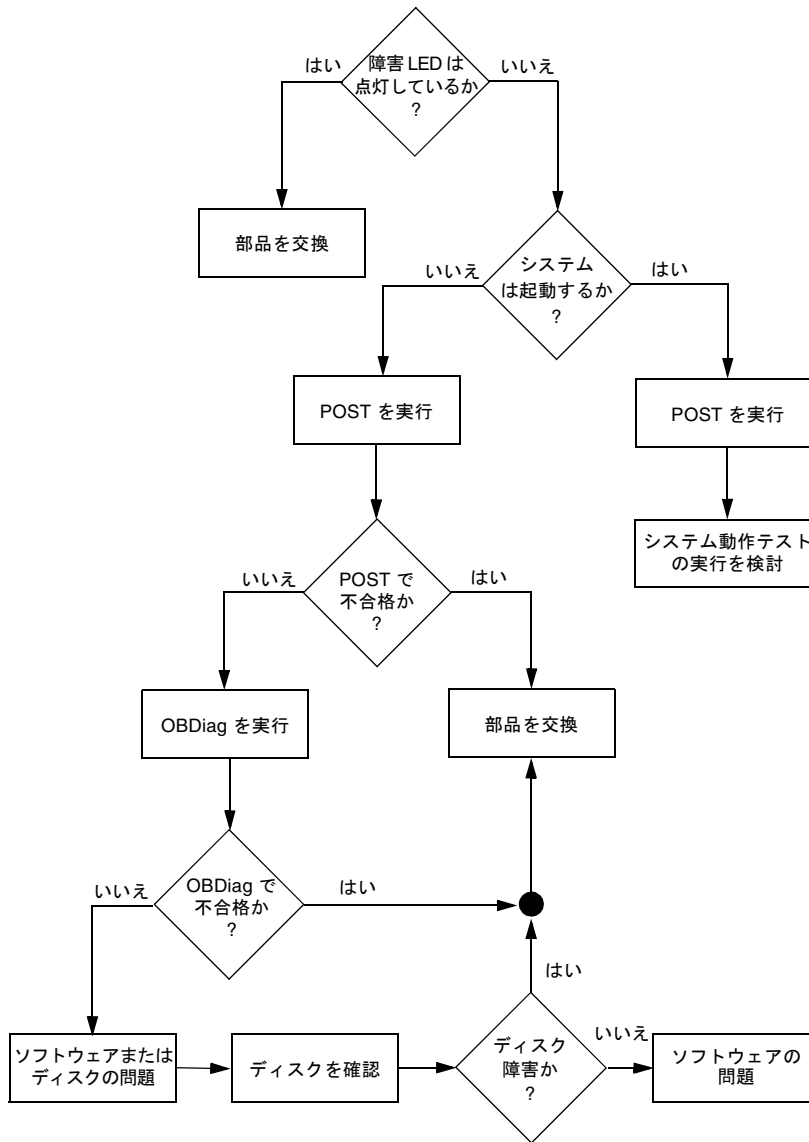 はい
障害 LED は
点灯しているか
?
いいえ
部品を交換
いいえ
システム
は起動するか
?
はい
POST を実行
POST を実行
システム動作テスト
の実行を検討
いいえ
POST で
不合格か
?
はい
OBDiag を実行
部品を交換
いいえ
OBDiag で
不合格か
?
はい
はい
ソフトウェアまたは
ディスクの問題
ディスクを確認
ディスク
障害か
?
いいえ
ソフトウェアの
問題